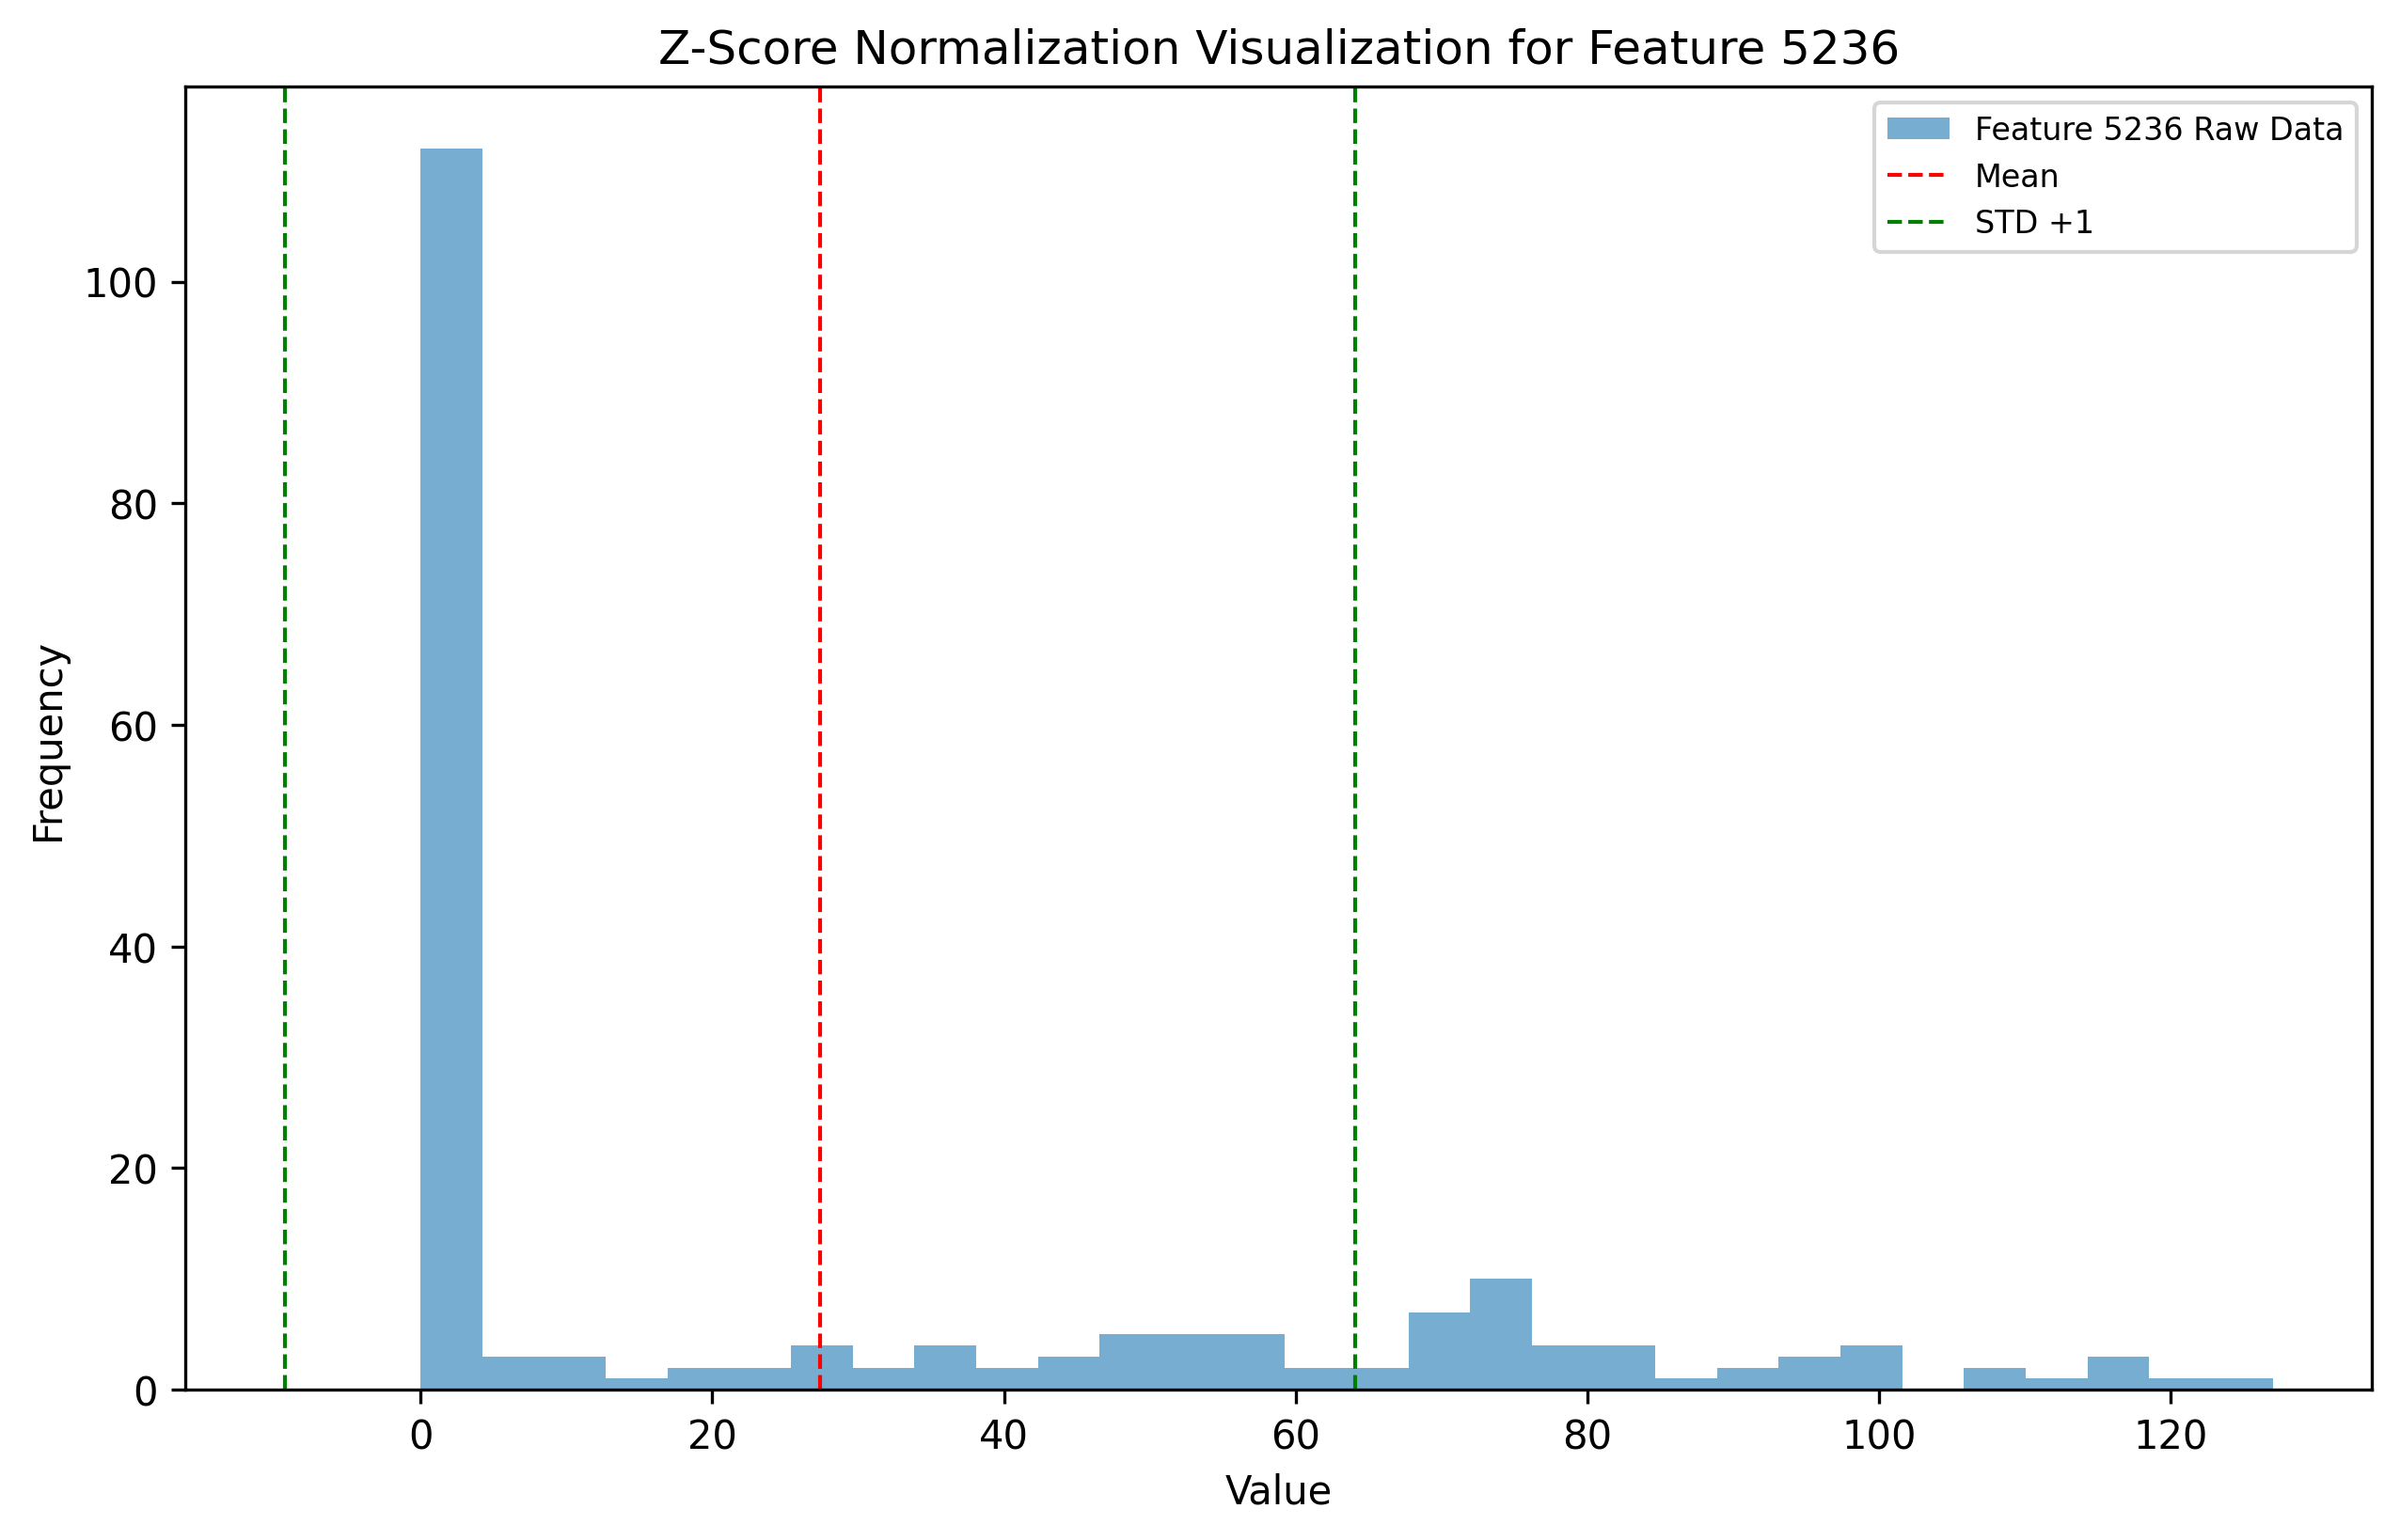 Z-Score Normalization Visualization for Feature 5236
Feature 5236 Raw Data
Mean
STD +1
Frequency
100
80
60
40
20
0
0 20 40 60 80 100 120
Value